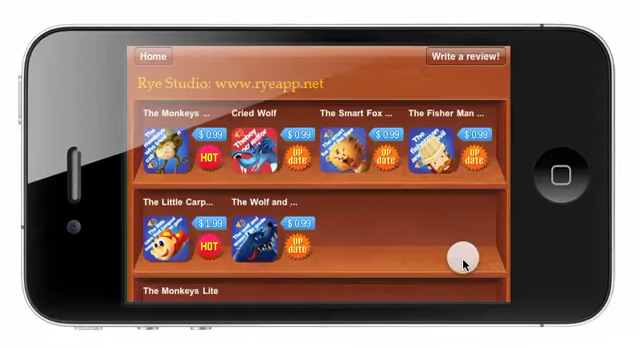 Home
Write a review!
Rye Studio: www.ryeapp.net
The Monkeys ...
Cried Wolf
The Smart Fox ...
The Fisher Man ...
$ 0.99
$ 0.99
$ 0.99
$ 0.99
HOT
UP date
UP date
UP date
The Little Carp...
The Wolf and ...
$ 1.99
$ 0.99
HOT
UP date
The Monkeys Lite